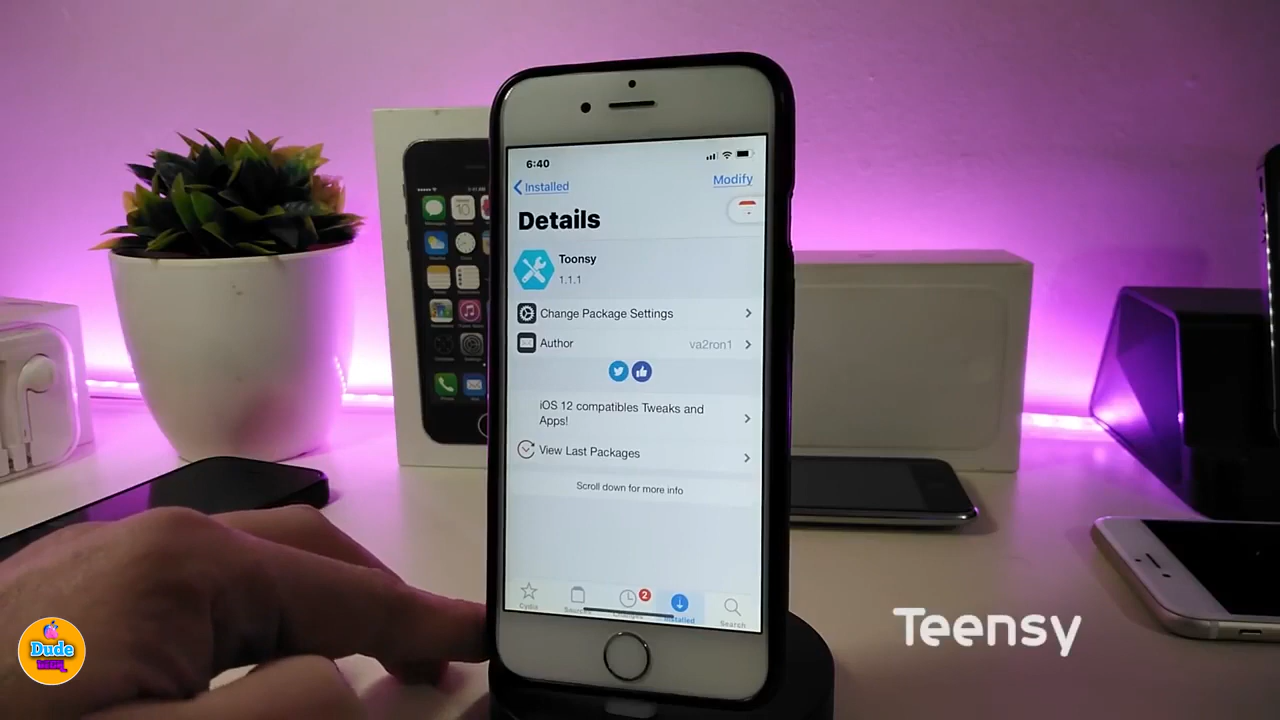 6:40
Installed
Modify
Details
Toonsy
1.1.1
Change Package Settings
Author
va2ron1
iOS 12 compatibles Tweaks and
Apps!
View Last Packages
Scroll down for more info
2
Cydia
Search
Teensy
Dude